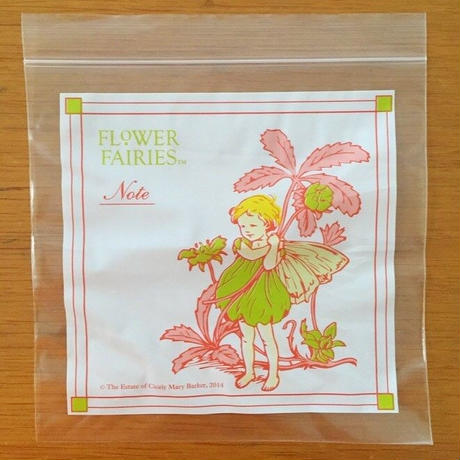 FLOWER
FAIRIES™
Note
© The Estate of Cicely Mary Barker, 2014